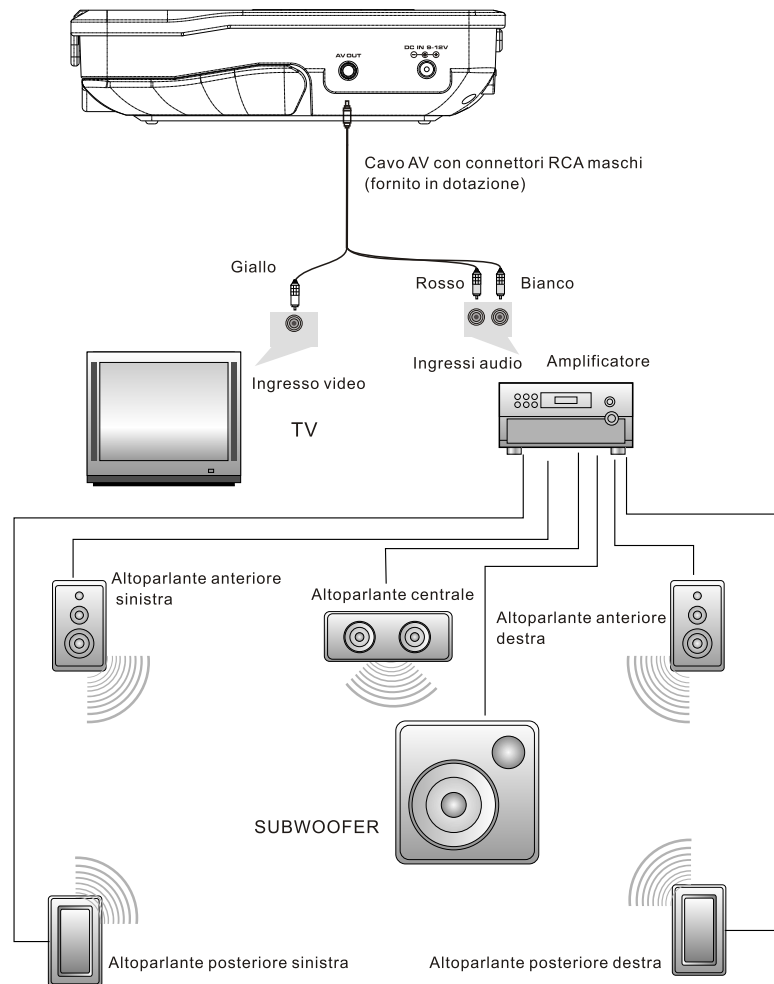 AV OUT
DC IN 9-12V
Cavo AV con connettori RCA maschi
(fornito in dotazione)
Giallo
Rosso
Bianco
Ingresso video
Ingressi audio
Amplificatore
TV
Altoparlante anteriore
sinistra
Altoparlante centrale
Altoparlante anteriore
destra
SUBWOOFER
Altoparlante posteriore sinistra
Altoparlante posteriore destra